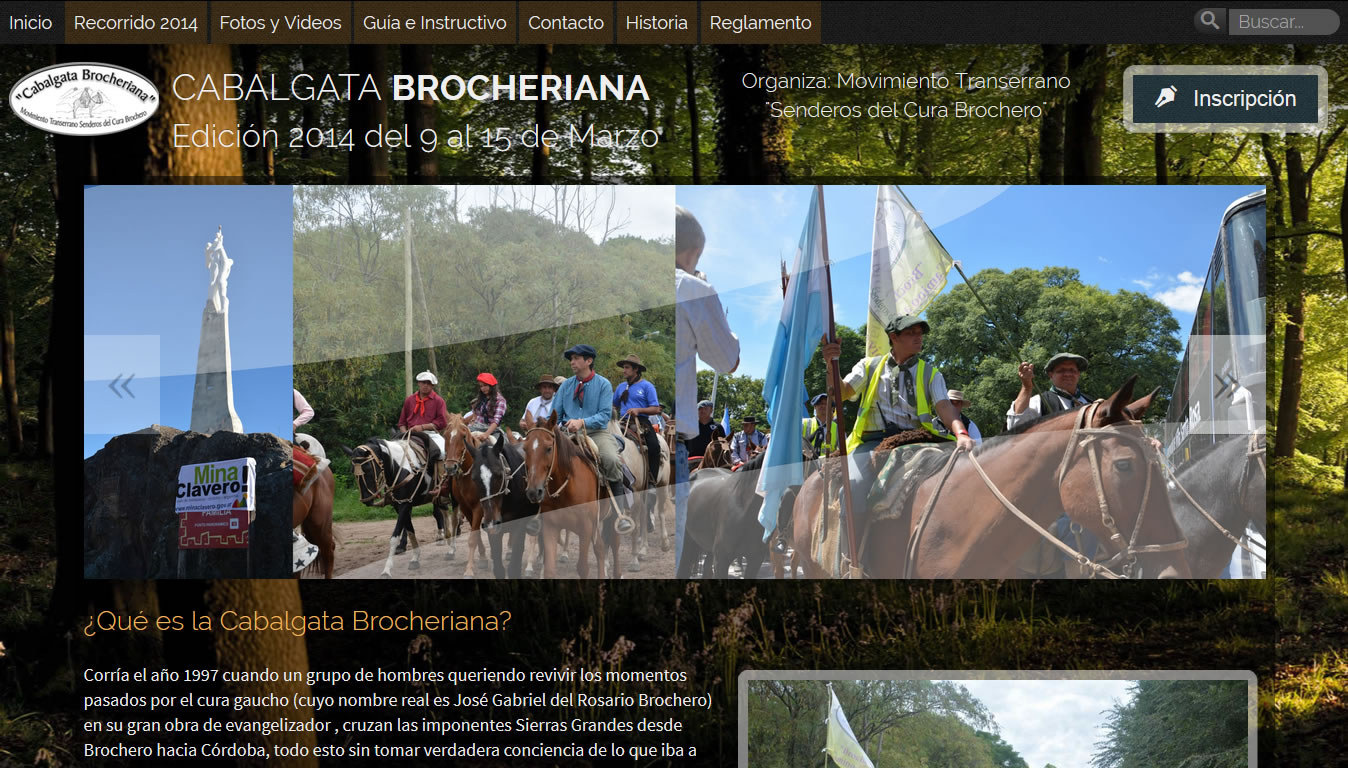 Inicio
Recorrido 2014
Fotos y Videos
Guía e Instructivo
Contacto
Historia
Reglamento
Buscar...
"Cabalgata Brocheriana"
Movimiento Transerrano Senderos del Cura Brochero
CABALGATA BROCHERIANA
Edición 2014 del 9 al 15 de Marzo
Organiza: Movimiento Transerrano
"Senderos del Cura Brochero"
Inscripción
Mina
Clavero!
www.minaclavero.gov.ar
FAMILIA
¿Qué es la Cabalgata Brocheriana?
Corría el año 1997 cuando un grupo de hombres queriendo revivir los momentos
pasados por el cura gaucho (cuyo nombre real es José Gabriel del Rosario Brochero)
en su gran obra de evangelizador , cruzan las imponentes Sierras Grandes desde
Brochero hacia Córdoba, todo esto sin tomar verdadera conciencia de lo que iba a